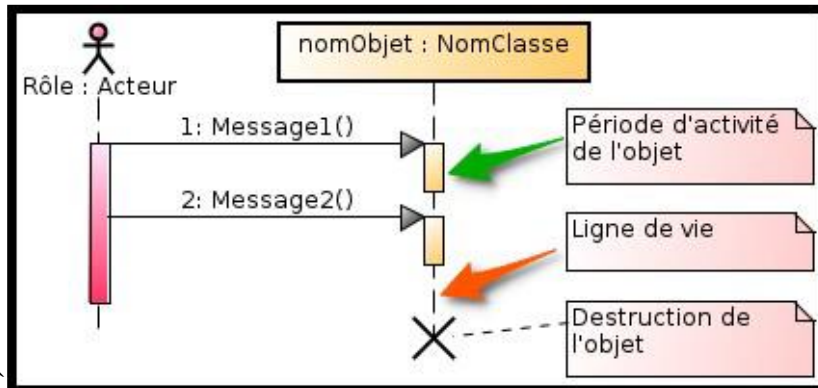 nomObjet : NomClasse
Rôle : Acteur
1: Message1()
Période d'activité
de l'objet
2: Message2()
Ligne de vie
Destruction de
l'objet